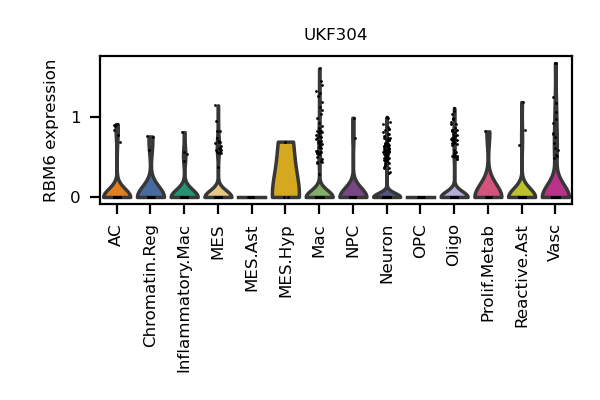 UKF304
RBM6 expression
1
0
AC
Chromatin.Reg
Inflammatory.Mac
MES
MES.Ast
MES.Hyp
Mac
NPC
Neuron
OPC
Oligo
Prolif.Metab
Reactive.Ast
Vasc